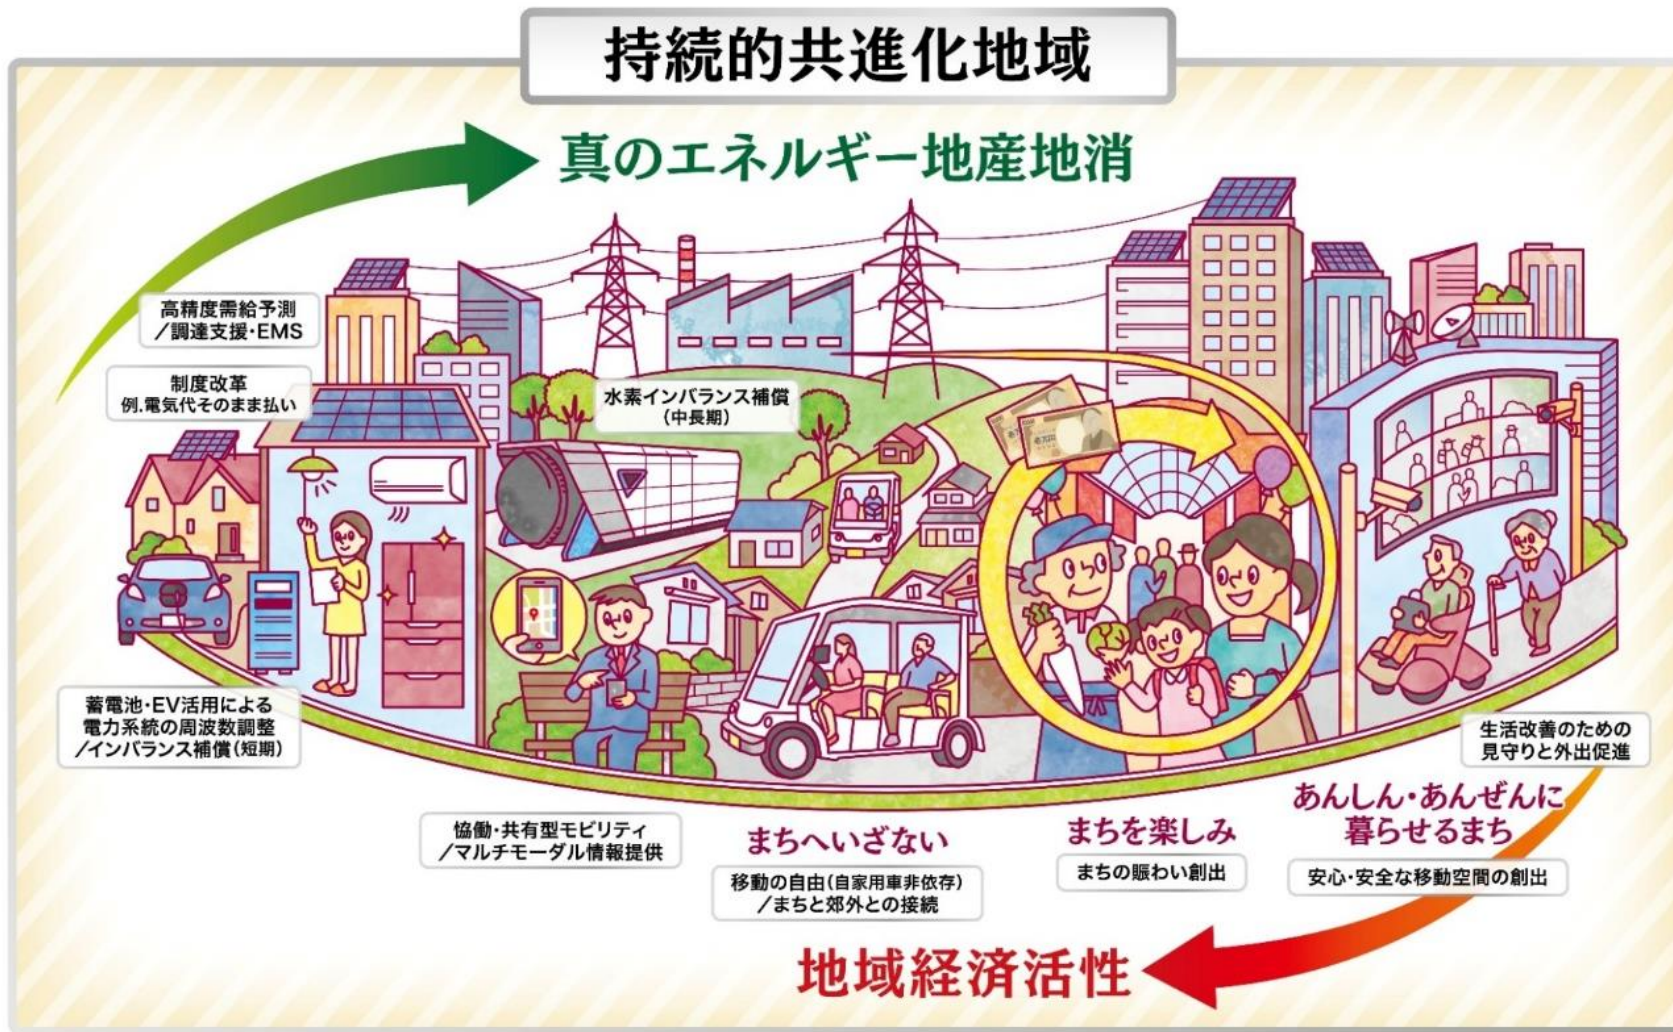 持続的共進化地域
真のエネルギー地産地消
高精度需給予測
／調達支援・EMS
制度改革
例.電気代そのまま払い
水素インバランス補償
（中長期）
蓄電池・EV活用による
電力系統の周波数調整
／インバランス補償（短期）
協働・共有型モビリティ
／マルチモーダル情報提供
まちへいざない
移動の自由（自家用車非依存）
／まちと郊外との接続
まちを楽しみ
まちの賑わい創出
生活改善のための
見守りと外出促進
あんしん・あんぜんに
暮らせるまち
安心・安全な移動空間の創出
地域経済活性